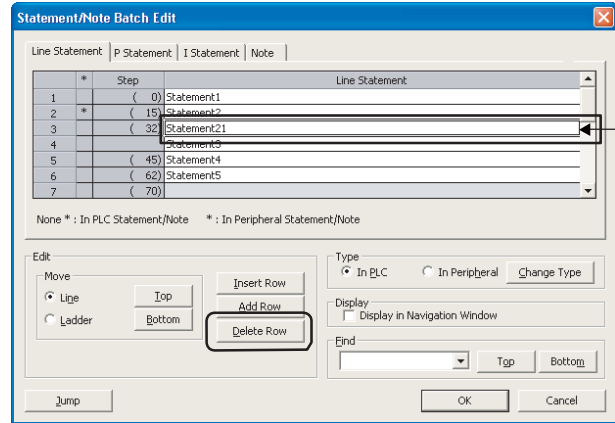 Statement/Note Batch Edit
Line Statement P Statement I Statement Note
* Step Line Statement
1 ( 0) Statement1
2 * ( 15) Statement2
3 ( 32) Statement21
4 Statement3
5 ( 45) Statement4
6 ( 62) Statement5
7 ( 70)
None * : In PLC Statement/Note * : In Peripheral Statement/Note
Edit
Move
Line
Top
Ladder
Bottom
Insert Row
Add Row
Delete Row
Type
In PLC In Peripheral Change Type
Display
Display in Navigation Window
Find
Top Bottom
Jump OK Cancel